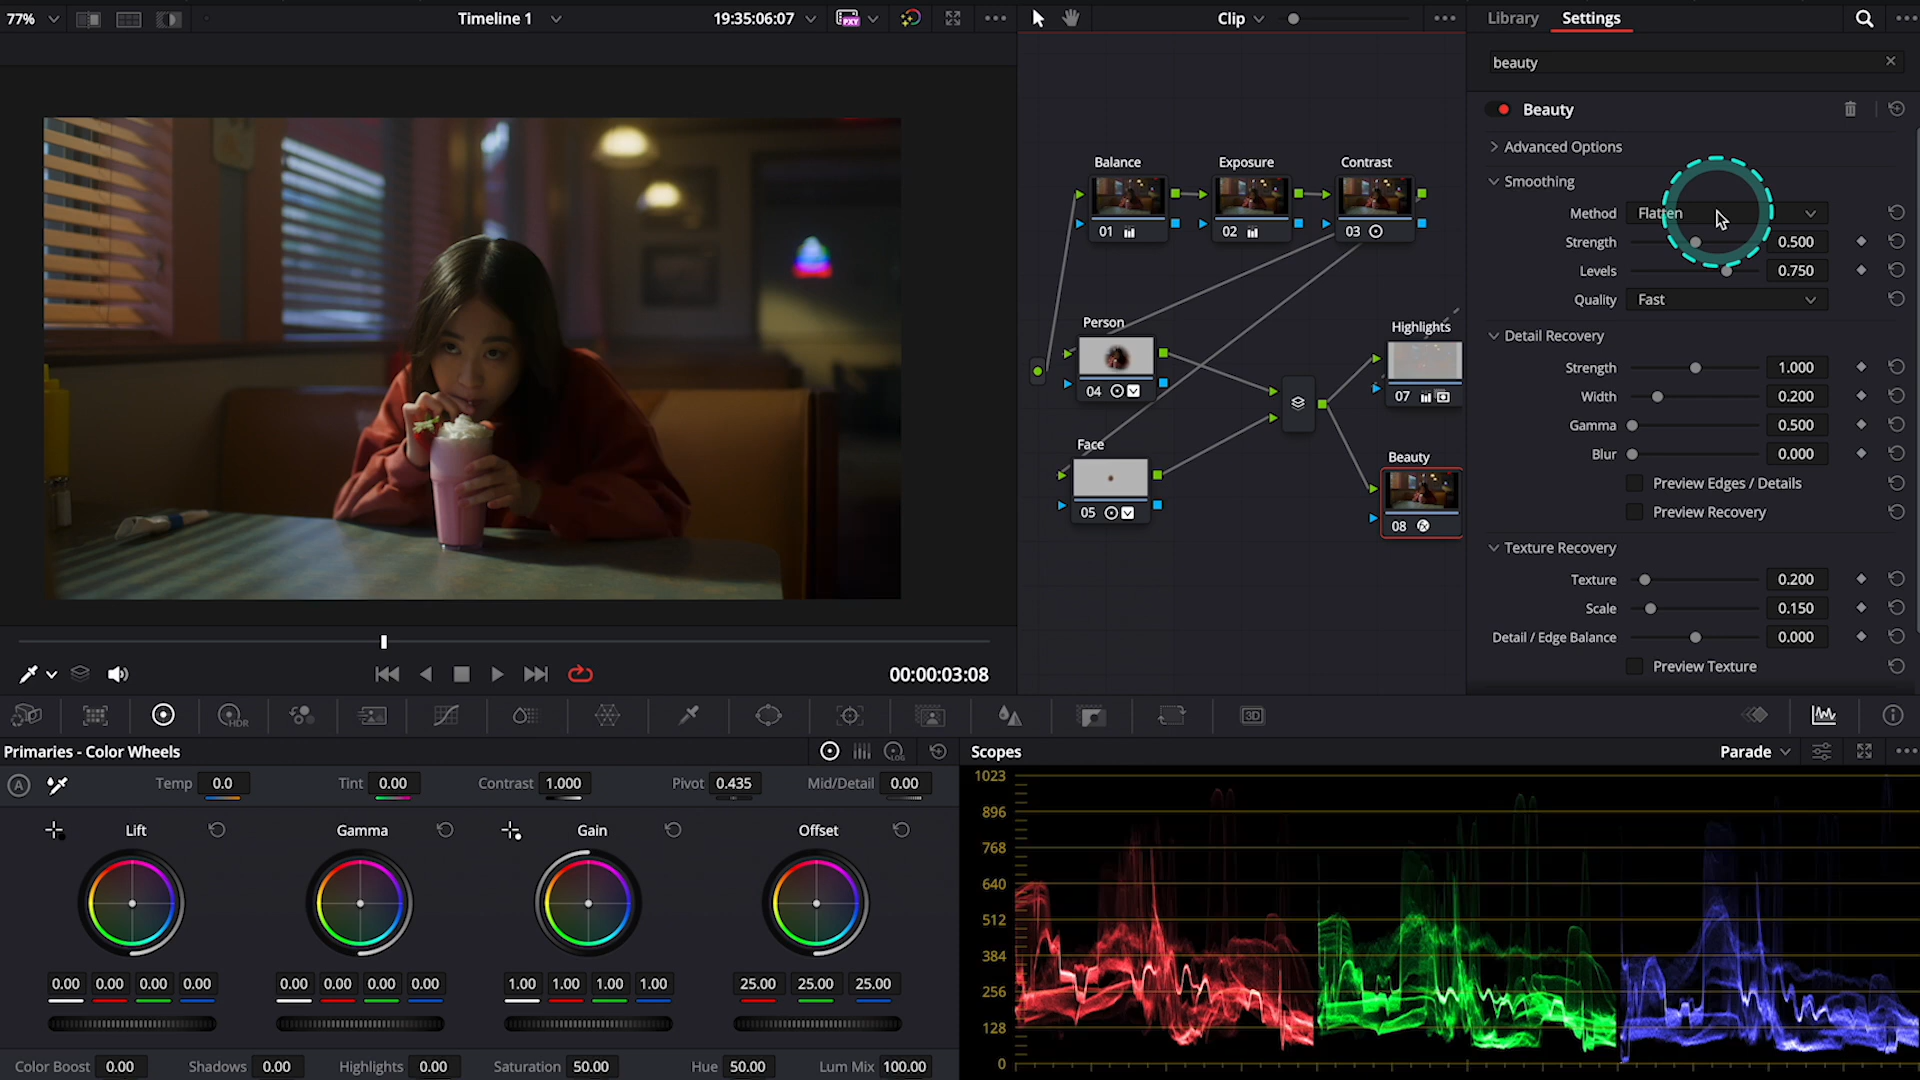 77%
Timeline 1
19:35:06:07
PXY
Clip
Library
Settings
beauty
Beauty
Advanced Options
Smoothing
Method
Flatten
Strength
0.500
Levels
0.750
Quality
Fast
Detail Recovery
Strength
1.000
Width
0.200
Gamma
0.500
Blur
0.000
Preview Edges / Details
Preview Recovery
Texture Recovery
Texture
0.200
Scale
0.150
Detail / Edge Balance
0.000
Preview Texture
Balance
Exposure
Contrast
01
02
03
Person
Highlights
04
07
Face
Beauty
05
08
00:00:03:08
HDR
3D
Primaries - Color Wheels
LOG
Scopes
Parade
A
Temp
0.0
Tint
0.00
Contrast
1.000
Pivot
0.435
Mid/Detail
0.00
Lift
Gamma
Gain
Offset
0.00 0.00 0.00 0.00
0.00 0.00 0.00 0.00
1.00 1.00 1.00 1.00
25.00 25.00 25.00
Color Boost
0.00
Shadows
0.00
Highlights
0.00
Saturation
50.00
Hue
50.00
Lum Mix
100.00
1023
896
768
640
512
384
256
128
0